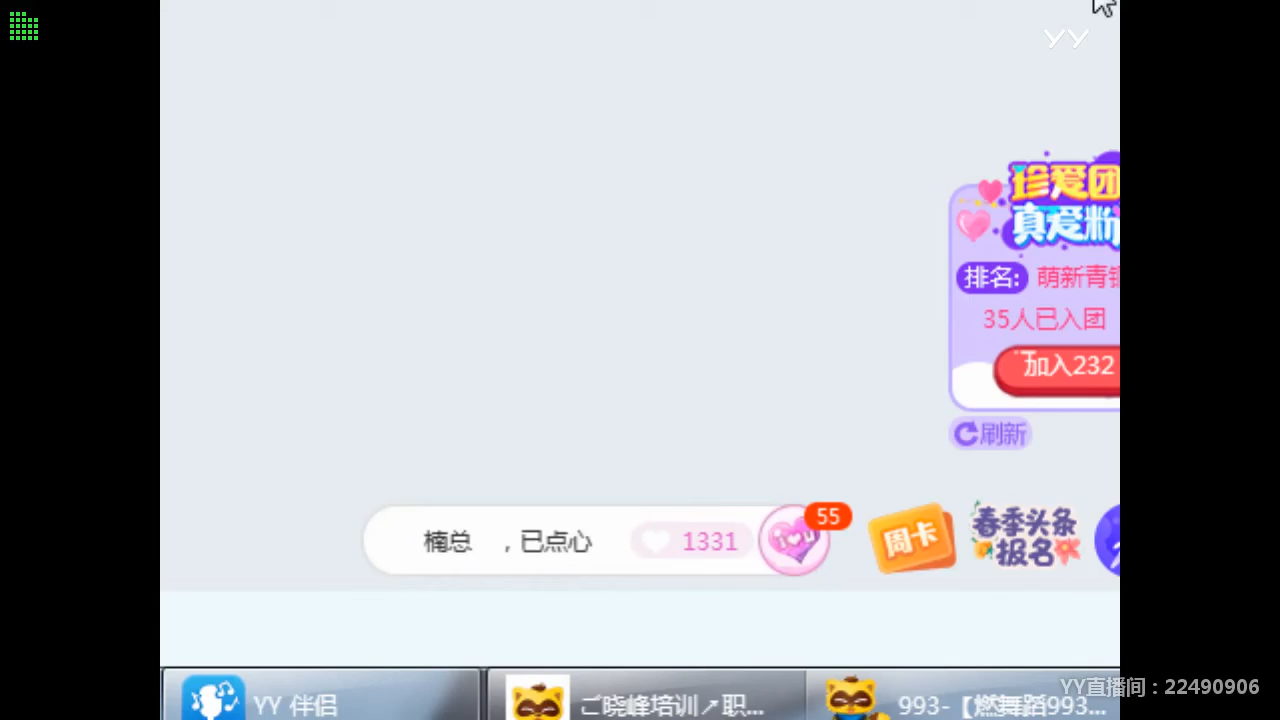 YY
珍爱团
真爱粉
排名: 萌新青铜
35人已入团
加入232
刷新
楠总 ，已点心 1331
I♥U
55
周卡
春季头条
报名
YY 伴侣
ご晓峰培训↗职...
993-【燃舞蹈993...
YY直播间 : 22490906